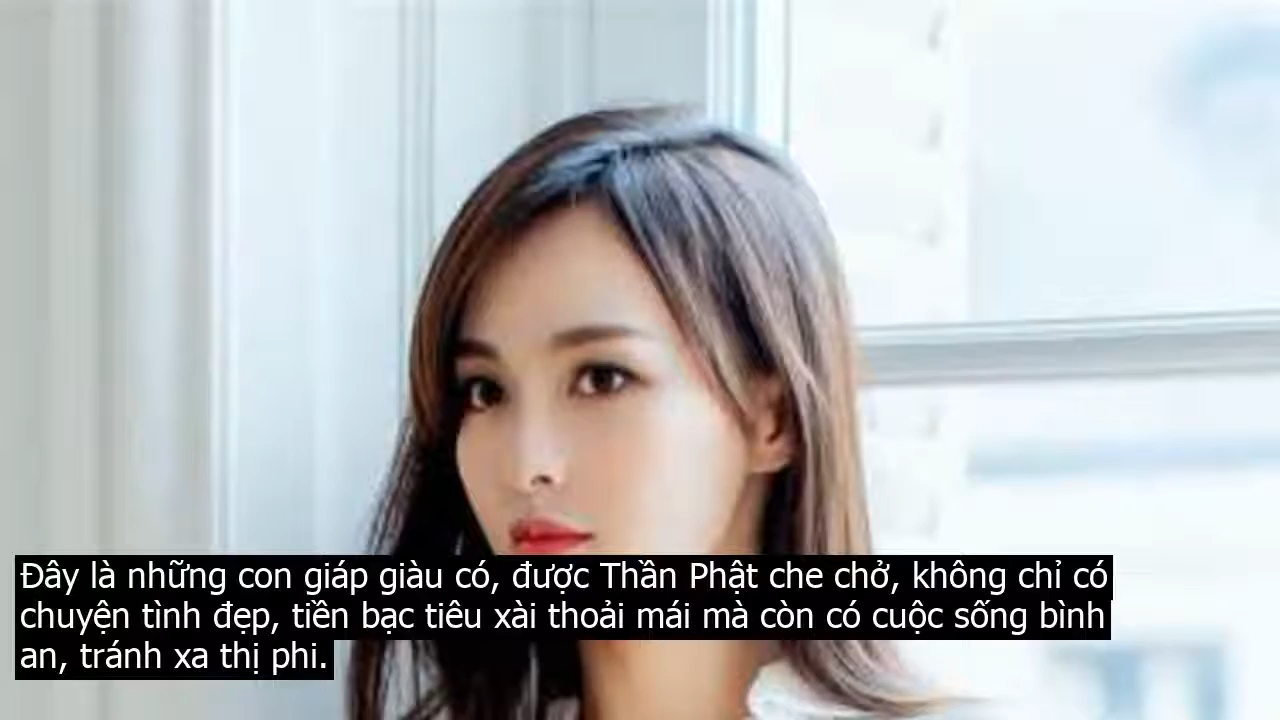 Đây là những con giáp giàu có, được Thần Phật che chở, không chỉ có
chuyện tình đẹp, tiền bạc tiêu xài thoải mái mà còn có cuộc sống bình
an, tránh xa thị phi.